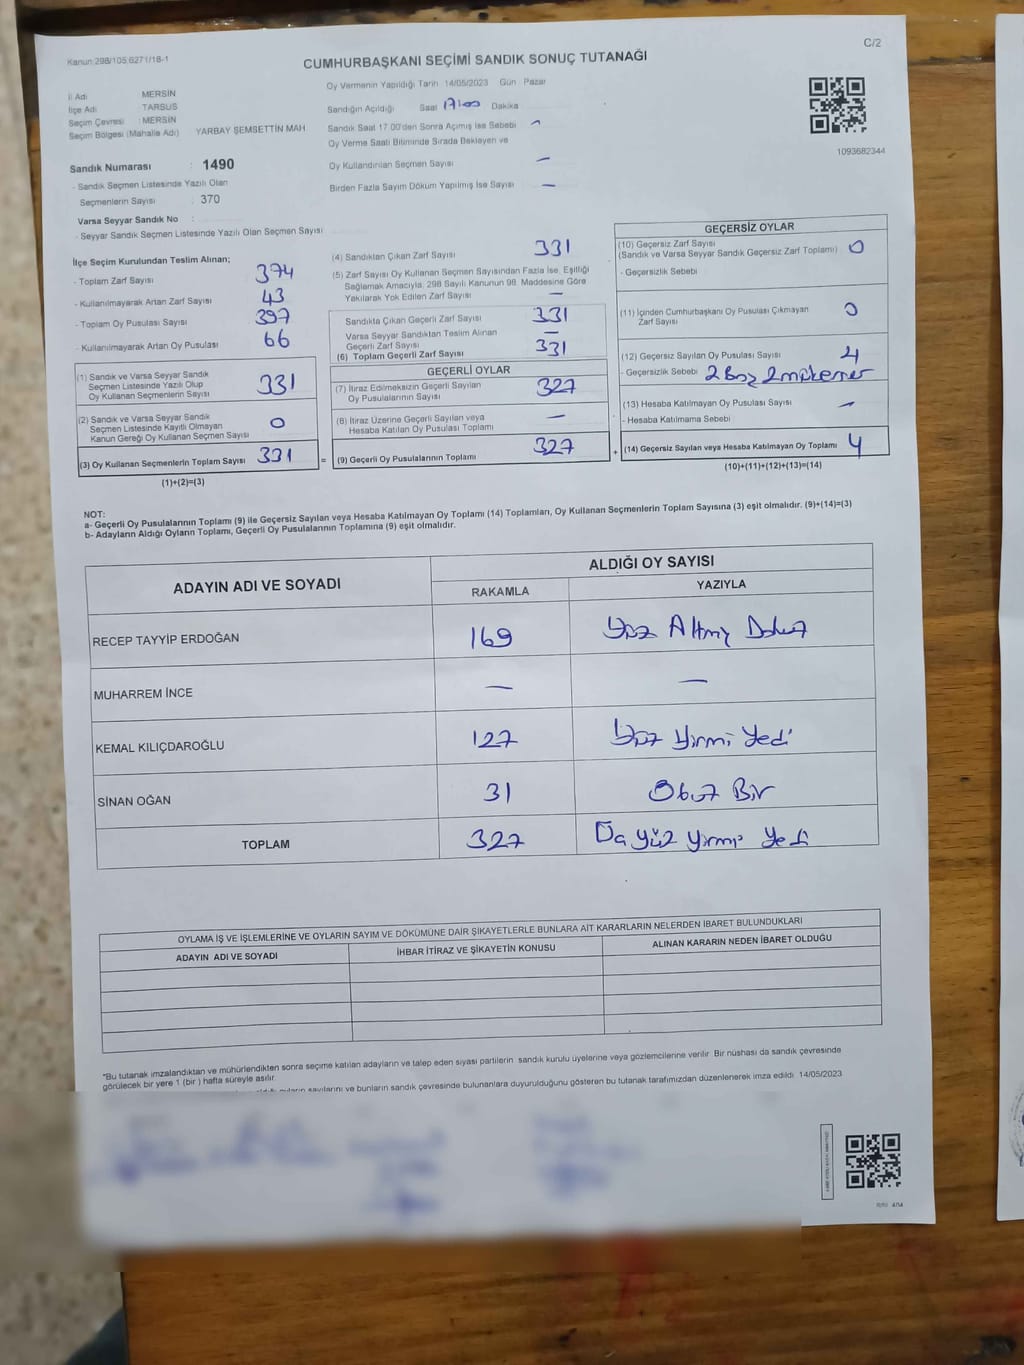 Kanun:298/105,6271/18-1
C/2
CUMHURBAŞKANI SEÇİMİ SANDIK SONUÇ TUTANAĞI
İl Adı MERSİN
İlçe Adı TARSUS
Seçim Çevresi : MERSİN
Seçim Bölgesi (Mahalle Adı) YARBAY ŞEMSETTİN MAH
Oy Vermenin Yapıldığı Tarih 14/05/2023 Gün Pazar
Sandığın Açıldığı Saat 17:00 Dakika
Sandık Saat 17.00'den Sonra Açılmış İse Sebebi
Oy Verme Saati Bitiminde Sırada Bekleyen ve
Oy Kullandırılan Seçmen Sayısı —
Birden Fazla Sayım Döküm Yapılmış İse Sayısı —
1093682344
Sandık Numarası : 1490
- Sandık Seçmen Listesinde Yazılı Olan
Seçmenlerin Sayısı : 370
Varsa Seyyar Sandık No :
- Seyyar Sandık Seçmen Listesinde Yazılı Olan Seçmen Sayısı
İlçe Seçim Kurulundan Teslim Alınan;
- Toplam Zarf Sayısı 374
- Kullanılmayarak Artan Zarf Sayısı 43
- Toplam Oy Pusulası Sayısı 397
- Kullanılmayarak Artan Oy Pusulası 66
(1) Sandık ve Varsa Seyyar Sandık
Seçmen Listesinde Yazılı Olup
Oy Kullanan Seçmenlerin Sayısı 331
(2) Sandık ve Varsa Seyyar Sandık
Seçmen Listesinde Kayıtlı Olmayan
Kanun Gereği Oy Kullanan Seçmen Sayısı 0
(3) Oy Kullanan Seçmenlerin Toplam Sayısı 331
(1)+(2)=(3)
=
(4) Sandıktan Çıkan Zarf Sayısı 331
(5) Zarf Sayısı Oy Kullanan Seçmen Sayısından Fazla İse, Eşitliği
Sağlamak Amacıyla, 298 Sayılı Kanunun 98. Maddesine Göre
Yakılarak Yok Edilen Zarf Sayısı —
Sandıkta Çıkan Geçerli Zarf Sayısı 331
Varsa Seyyar Sandıktan Teslim Alınan
Geçerli Zarf Sayısı —
(6) Toplam Geçerli Zarf Sayısı 331
GEÇERLİ OYLAR
(7) İtiraz Edilmeksizin Geçerli Sayılan
Oy Pusulalarının Sayısı 327
(8) İtiraz Üzerine Geçerli Sayılan veya
Hesaba Katılan Oy Pusulası Toplamı —
(9) Geçerli Oy Pusulalarının Toplamı 327
+
GEÇERSİZ OYLAR
(10) Geçersiz Zarf Sayısı
(Sandık ve Varsa Seyyar Sandık Geçersiz Zarf Toplamı) 0
- Geçersizlik Sebebi
(11) İçinden Cumhurbaşkanı Oy Pusulası Çıkmayan
Zarf Sayısı 0
(12) Geçersiz Sayılan Oy Pusulası Sayısı 4
- Geçersizlik Sebebi 2 Boş 2 mükerrer
(13) Hesaba Katılmayan Oy Pusulası Sayısı —
- Hesaba Katılmama Sebebi
(14) Geçersiz Sayılan veya Hesaba Katılmayan Oy Toplamı 4
(10)+(11)+(12)+(13)=(14)
NOT:
a- Geçerli Oy Pusulalarının Toplamı (9) ile Geçersiz Sayılan veya Hesaba Katılmayan Oy Toplamı (14) Toplamları, Oy Kullanan Seçmenlerin Toplam Sayısına (3) eşit olmalıdır. (9)+(14)=(3)
b- Adayların Aldığı Oyların Toplamı, Geçerli Oy Pusulalarının Toplamına (9) eşit olmalıdır.
ADAYIN ADI VE SOYADI
ALDIĞI OY SAYISI
RAKAMLA YAZIYLA
RECEP TAYYİP ERDOĞAN 169 Yüz Altmış Dokuz
MUHARREM İNCE — —
KEMAL KILIÇDAROĞLU 127 Yüz Yirmi Yedi
SİNAN OĞAN 31 Otuz Bir
TOPLAM 327 Üç Yüz Yirmi Yedi
OYLAMA İŞ VE İŞLEMLERİNE VE OYLARIN SAYIM VE DÖKÜMÜNE DAİR ŞİKAYETLERLE BUNLARA AİT KARARLARIN NELERDEN İBARET BULUNDUKLARI
ADAYIN ADI VE SOYADI İHBAR İTİRAZ VE ŞİKAYETİN KONUSU ALINAN KARARIN NEDEN İBARET OLDUĞU
*Bu tutanak imzalandıktan ve mühürlendikten sonra seçime katılan adayların ve talep eden siyasi partilerin sandık kurulu üyelerine veya gözlemcilerine verilir. Bir nüshası da sandık çevresinde
görülecek bir yere 1 (bir) hafta süreyle asılır.
sayılarını ve bunların sandık çevresinde bulunanlara duyurulduğunu gösteren bu tutanak tarafımızdan düzenlenerek imza edildi. 14/05/2023